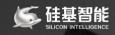 硅基智能
SILICON INTELLIGENCE